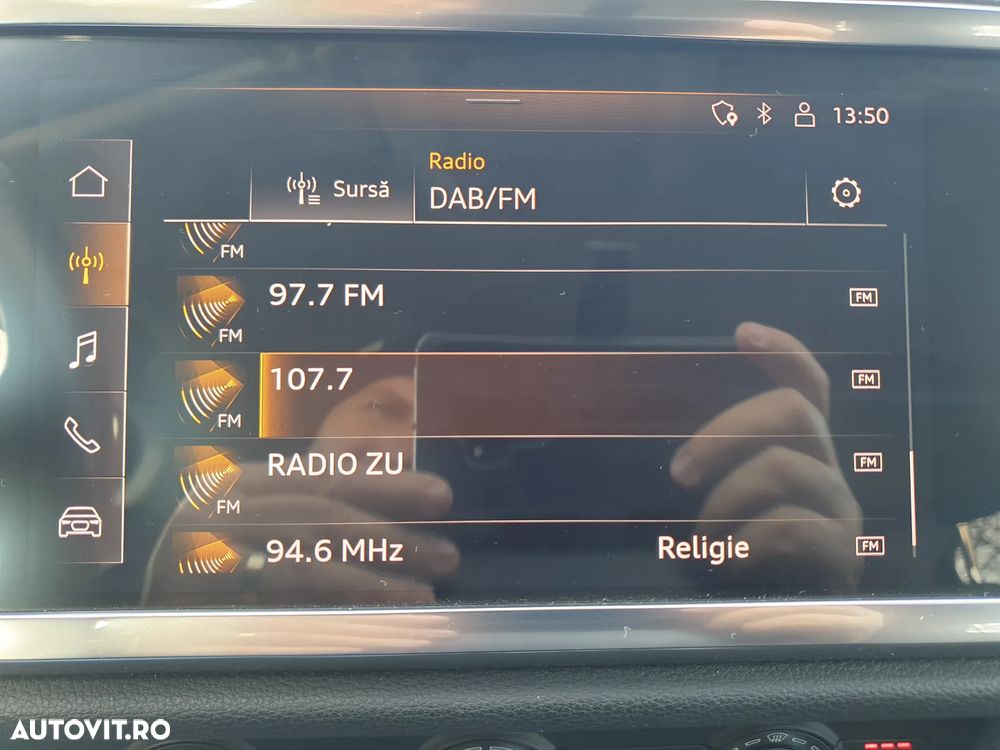 13:50
Radio
Sursă
DAB/FM
FM
97.7 FM
FM
FM
107.7
FM
FM
RADIO ZU
FM
FM
94.6 MHz
Religie
FM
AUTOVIT.RO